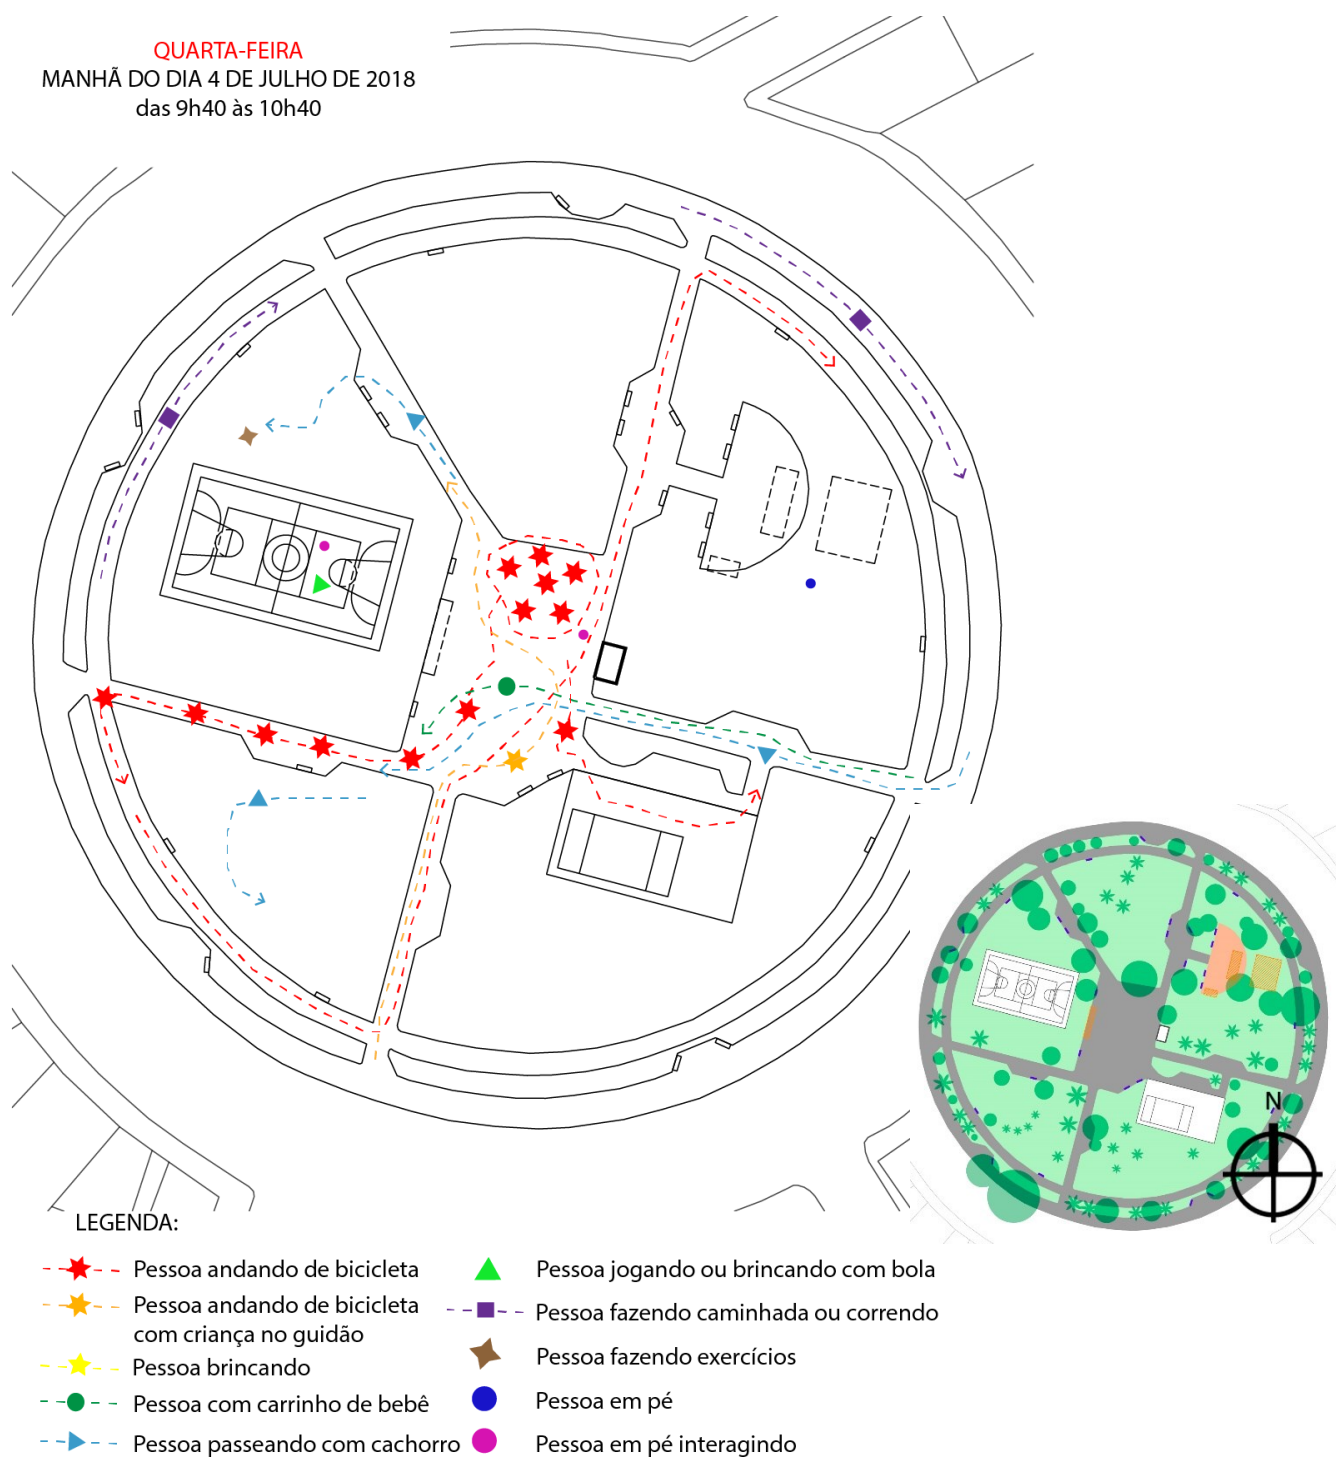 QUARTA-FEIRA
MANHÃ DO DIA 4 DE JULHO DE 2018
das 9h40 às 10h40
N
LEGENDA:
Pessoa andando de bicicleta
Pessoa andando de bicicleta
com criança no guidão
Pessoa brincando
Pessoa com carrinho de bebê
Pessoa passeando com cachorro
Pessoa jogando ou brincando com bola
Pessoa fazendo caminhada ou correndo
Pessoa fazendo exercícios
Pessoa em pé
Pessoa em pé interagindo